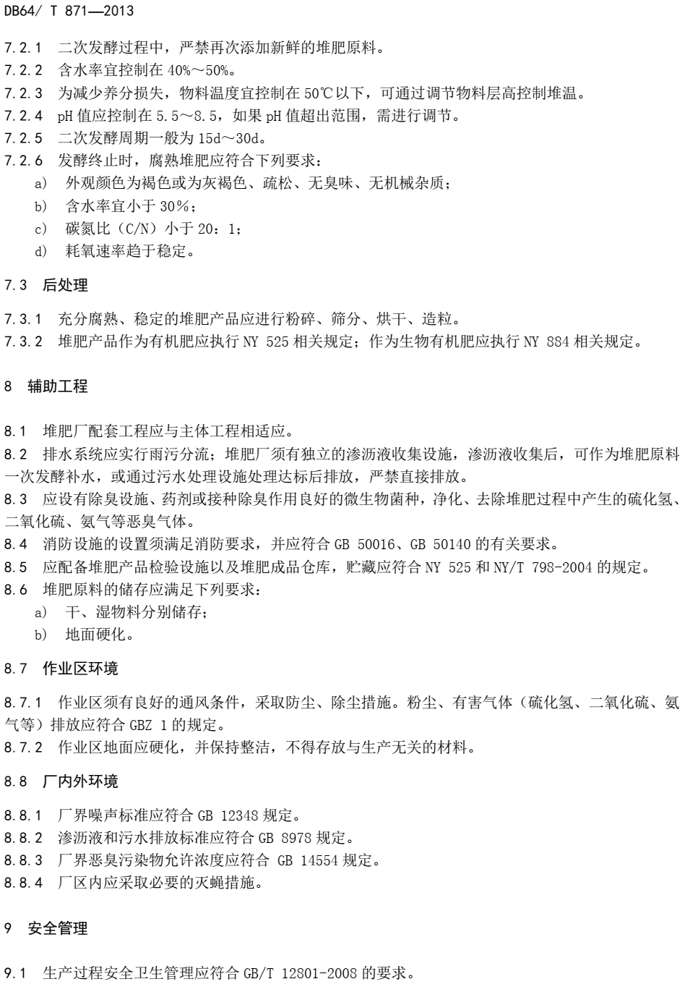 DB64/ T 871—2013
7.2.1 二次发酵过程中，严禁再次添加新鲜的堆肥原料。
7.2.2 含水率宜控制在 40%～50%。
7.2.3 为减少养分损失，物料温度宜控制在 50℃以下，可通过调节物料层高控制堆温。
7.2.4 pH 值应控制在 5.5～8.5，如果 pH 值超出范围，需进行调节。
7.2.5 二次发酵周期一般为 15d～30d。
7.2.6 发酵终止时，腐熟堆肥应符合下列要求：
a) 外观颜色为褐色或为灰褐色、疏松、无臭味、无机械杂质；
b) 含水率宜小于 30％；
c) 碳氮比（C/N）小于 20：1；
d) 耗氧速率趋于稳定。
7.3 后处理
7.3.1 充分腐熟、稳定的堆肥产品应进行粉碎、筛分、烘干、造粒。
7.3.2 堆肥产品作为有机肥应执行 NY 525 相关规定；作为生物有机肥应执行 NY 884 相关规定。
8 辅助工程
8.1 堆肥厂配套工程应与主体工程相适应。
8.2 排水系统应实行雨污分流；堆肥厂须有独立的渗沥液收集设施，渗沥液收集后，可作为堆肥原料
一次发酵补水，或通过污水处理设施处理达标后排放，严禁直接排放。
8.3 应设有除臭设施、药剂或接种除臭作用良好的微生物菌种，净化、去除堆肥过程中产生的硫化氢、
二氧化硫、氨气等恶臭气体。
8.4 消防设施的设置须满足消防要求，并应符合 GB 50016、GB 50140 的有关要求。
8.5 应配备堆肥产品检验设施以及堆肥成品仓库，贮藏应符合 NY 525 和 NY/T 798-2004 的规定。
8.6 堆肥原料的储存应满足下列要求：
a) 干、湿物料分别储存；
b) 地面硬化。
8.7 作业区环境
8.7.1 作业区须有良好的通风条件，采取防尘、除尘措施。粉尘、有害气体（硫化氢、二氧化硫、氨
气等）排放应符合 GBZ 1 的规定。
8.7.2 作业区地面应硬化，并保持整洁，不得存放与生产无关的材料。
8.8 厂内外环境
8.8.1 厂界噪声标准应符合 GB 12348 规定。
8.8.2 渗沥液和污水排放标准应符合 GB 8978 规定。
8.8.3 厂界恶臭污染物允许浓度应符合 GB 14554 规定。
8.8.4 厂区内应采取必要的灭蝇措施。
9 安全管理
9.1 生产过程安全卫生管理应符合 GB/T 12801-2008 的要求。